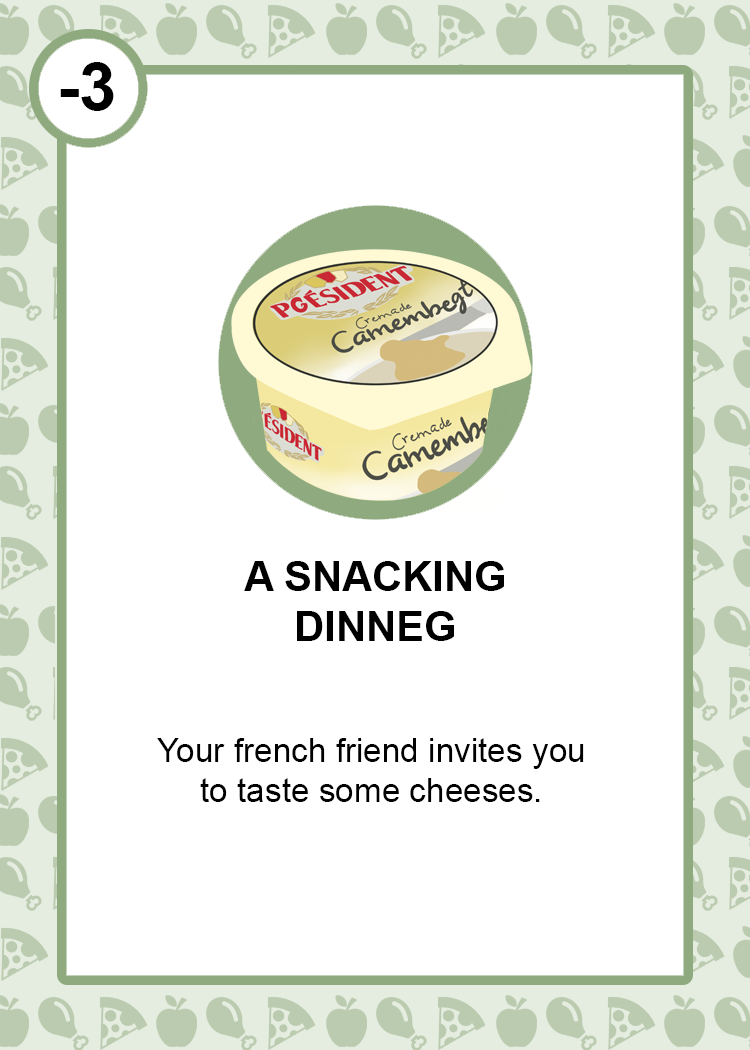 -3
PGÉSIDENT
Cremade
Camembegt
ÉSIDENT
Cremade
Camembe
A SNACKING
DINNEG
Your french friend invites you
to taste some cheeses.